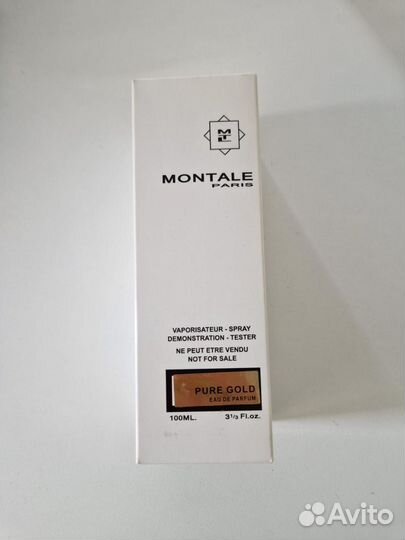 MONTALE
PARIS
VAPORISATEUR - SPRAY
DEMONSTRATION - TESTER
NE PEUT ETRE VENDU
NOT FOR SALE
PURE GOLD
EAU DE PARFUM
100ML. 31/3 Fl.oz.
Avito